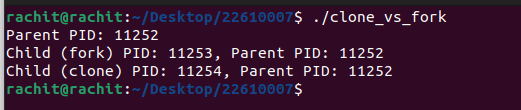 rachit@rachit:~/Desktop/22610007$ ./clone_vs_fork
Parent PID: 11252
Child (fork) PID: 11253, Parent PID: 11252
Child (clone) PID: 11254, Parent PID: 11252
rachit@rachit:~/Desktop/22610007$